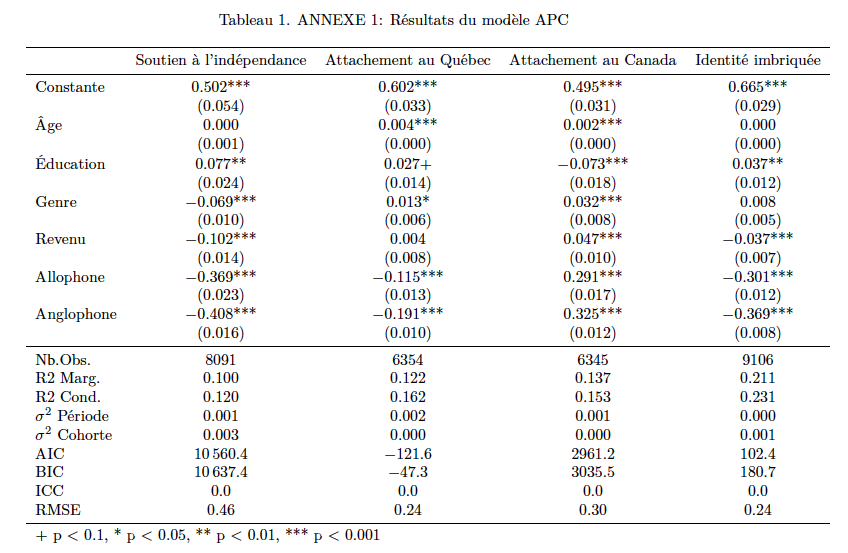 Tableau 1. ANNEXE 1: Résultats du modèle APC
Soutien à l'indépendance Attachement au Québec Attachement au Canada Identité imbriquée
Constante 0.502*** 0.602*** 0.495*** 0.665***
(0.054) (0.033) (0.031) (0.029)
Âge 0.000 0.004*** 0.002*** 0.000
(0.001) (0.000) (0.000) (0.000)
Éducation 0.077** 0.027+ −0.073*** 0.037**
(0.024) (0.014) (0.018) (0.012)
Genre −0.069*** 0.013* 0.032*** 0.008
(0.010) (0.006) (0.008) (0.005)
Revenu −0.102*** 0.004 0.047*** −0.037***
(0.014) (0.008) (0.010) (0.007)
Allophone −0.369*** −0.115*** 0.291*** −0.301***
(0.023) (0.013) (0.017) (0.012)
Anglophone −0.408*** −0.191*** 0.325*** −0.369***
(0.016) (0.010) (0.012) (0.008)
Nb.Obs. 8091 6354 6345 9106
R2 Marg. 0.100 0.122 0.137 0.211
R2 Cond. 0.120 0.162 0.153 0.231
σ² Période 0.001 0.002 0.001 0.000
σ² Cohorte 0.003 0.000 0.000 0.001
AIC 10 560.4 −121.6 2961.2 102.4
BIC 10 637.4 −47.3 3035.5 180.7
ICC 0.0 0.0 0.0 0.0
RMSE 0.46 0.24 0.30 0.24
+ p < 0.1, * p < 0.05, ** p < 0.01, *** p < 0.001